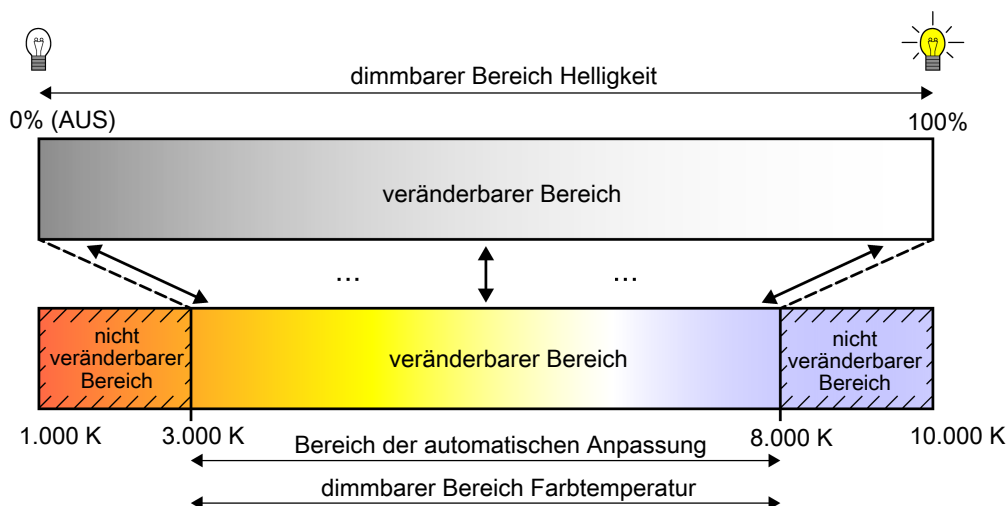 dimmbarer Bereich Helligkeit
0% (AUS)
100%
veränderbarer Bereich
...
...
nicht
veränderbarer
Bereich
veränderbarer Bereich
nicht
veränderbarer
Bereich
1.000 K
3.000 K
8.000 K
10.000 K
Bereich der automatischen Anpassung
dimmbarer Bereich Farbtemperatur